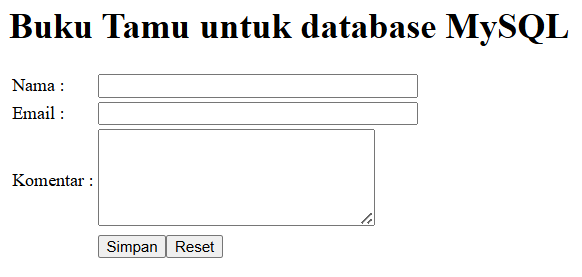 Buku Tamu untuk database MySQL
Nama :
Email :
Komentar :
Simpan Reset